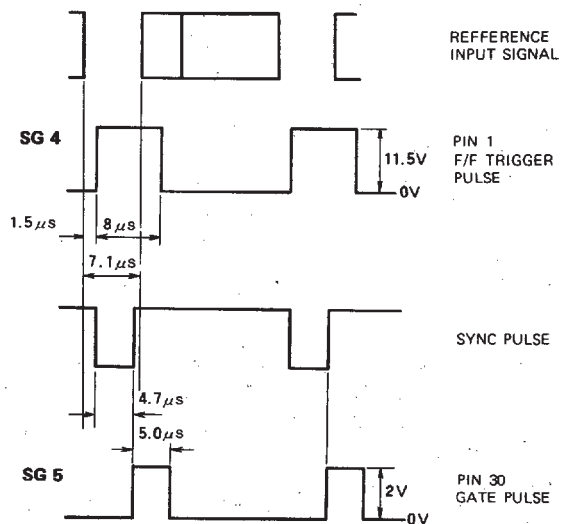 REFFERENCE
INPUT SIGNAL
SG 4
PIN 1
F/F TRIGGER
PULSE
11.5V
0V
1.5μs
8μs
7.1μs
SYNC PULSE
4.7μs
5.0μs
SG 5
PIN 30
GATE PULSE
2V
0V